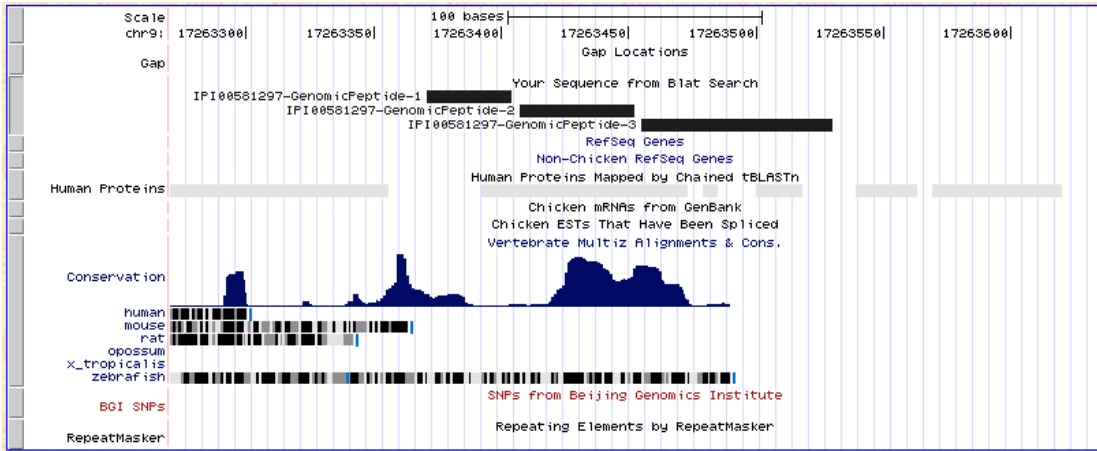 Scale 100 bases
chr9: 17263300 17263350 17263400 17263450 17263500 17263550 17263600
Gap Locations
Gap
Your Sequence from Blat Search
IPI00581297-GenomicPeptide-1
IPI00581297-GenomicPeptide-2
IPI00581297-GenomicPeptide-3
RefSeq Genes
Non-Chicken RefSeq Genes
Human Proteins Mapped by Chained tBLASTn
Human Proteins
Chicken mRNAs from GenBank
Chicken ESTs That Have Been Spliced
Vertebrate Multiz Alignments & Cons.
Conservation
human
mouse
rat
opossum
x_tropicalis
zebrafish
SNPs from Beijing Genomics Institute
BGI SNPs
Repeating Elements by RepeatMasker
RepeatMasker